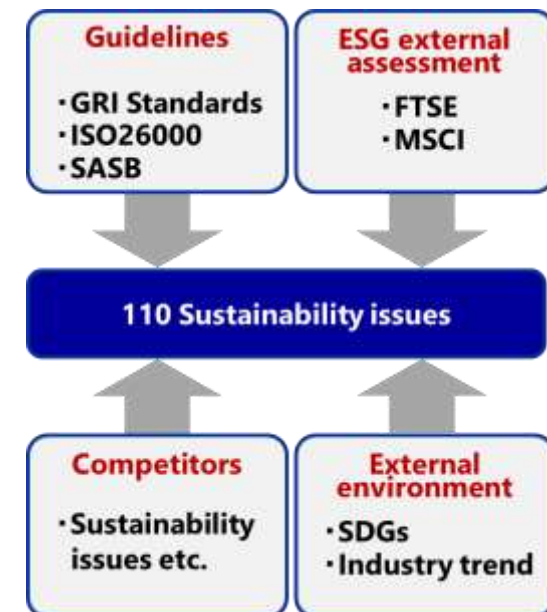 Guidelines
・GRI Standards
・ISO26000
・SASB
ESG external
assessment
・FTSE
・MSCI
110 Sustainability issues
Competitors
・Sustainability
issues etc.
External
environment
・SDGs
・Industry trend